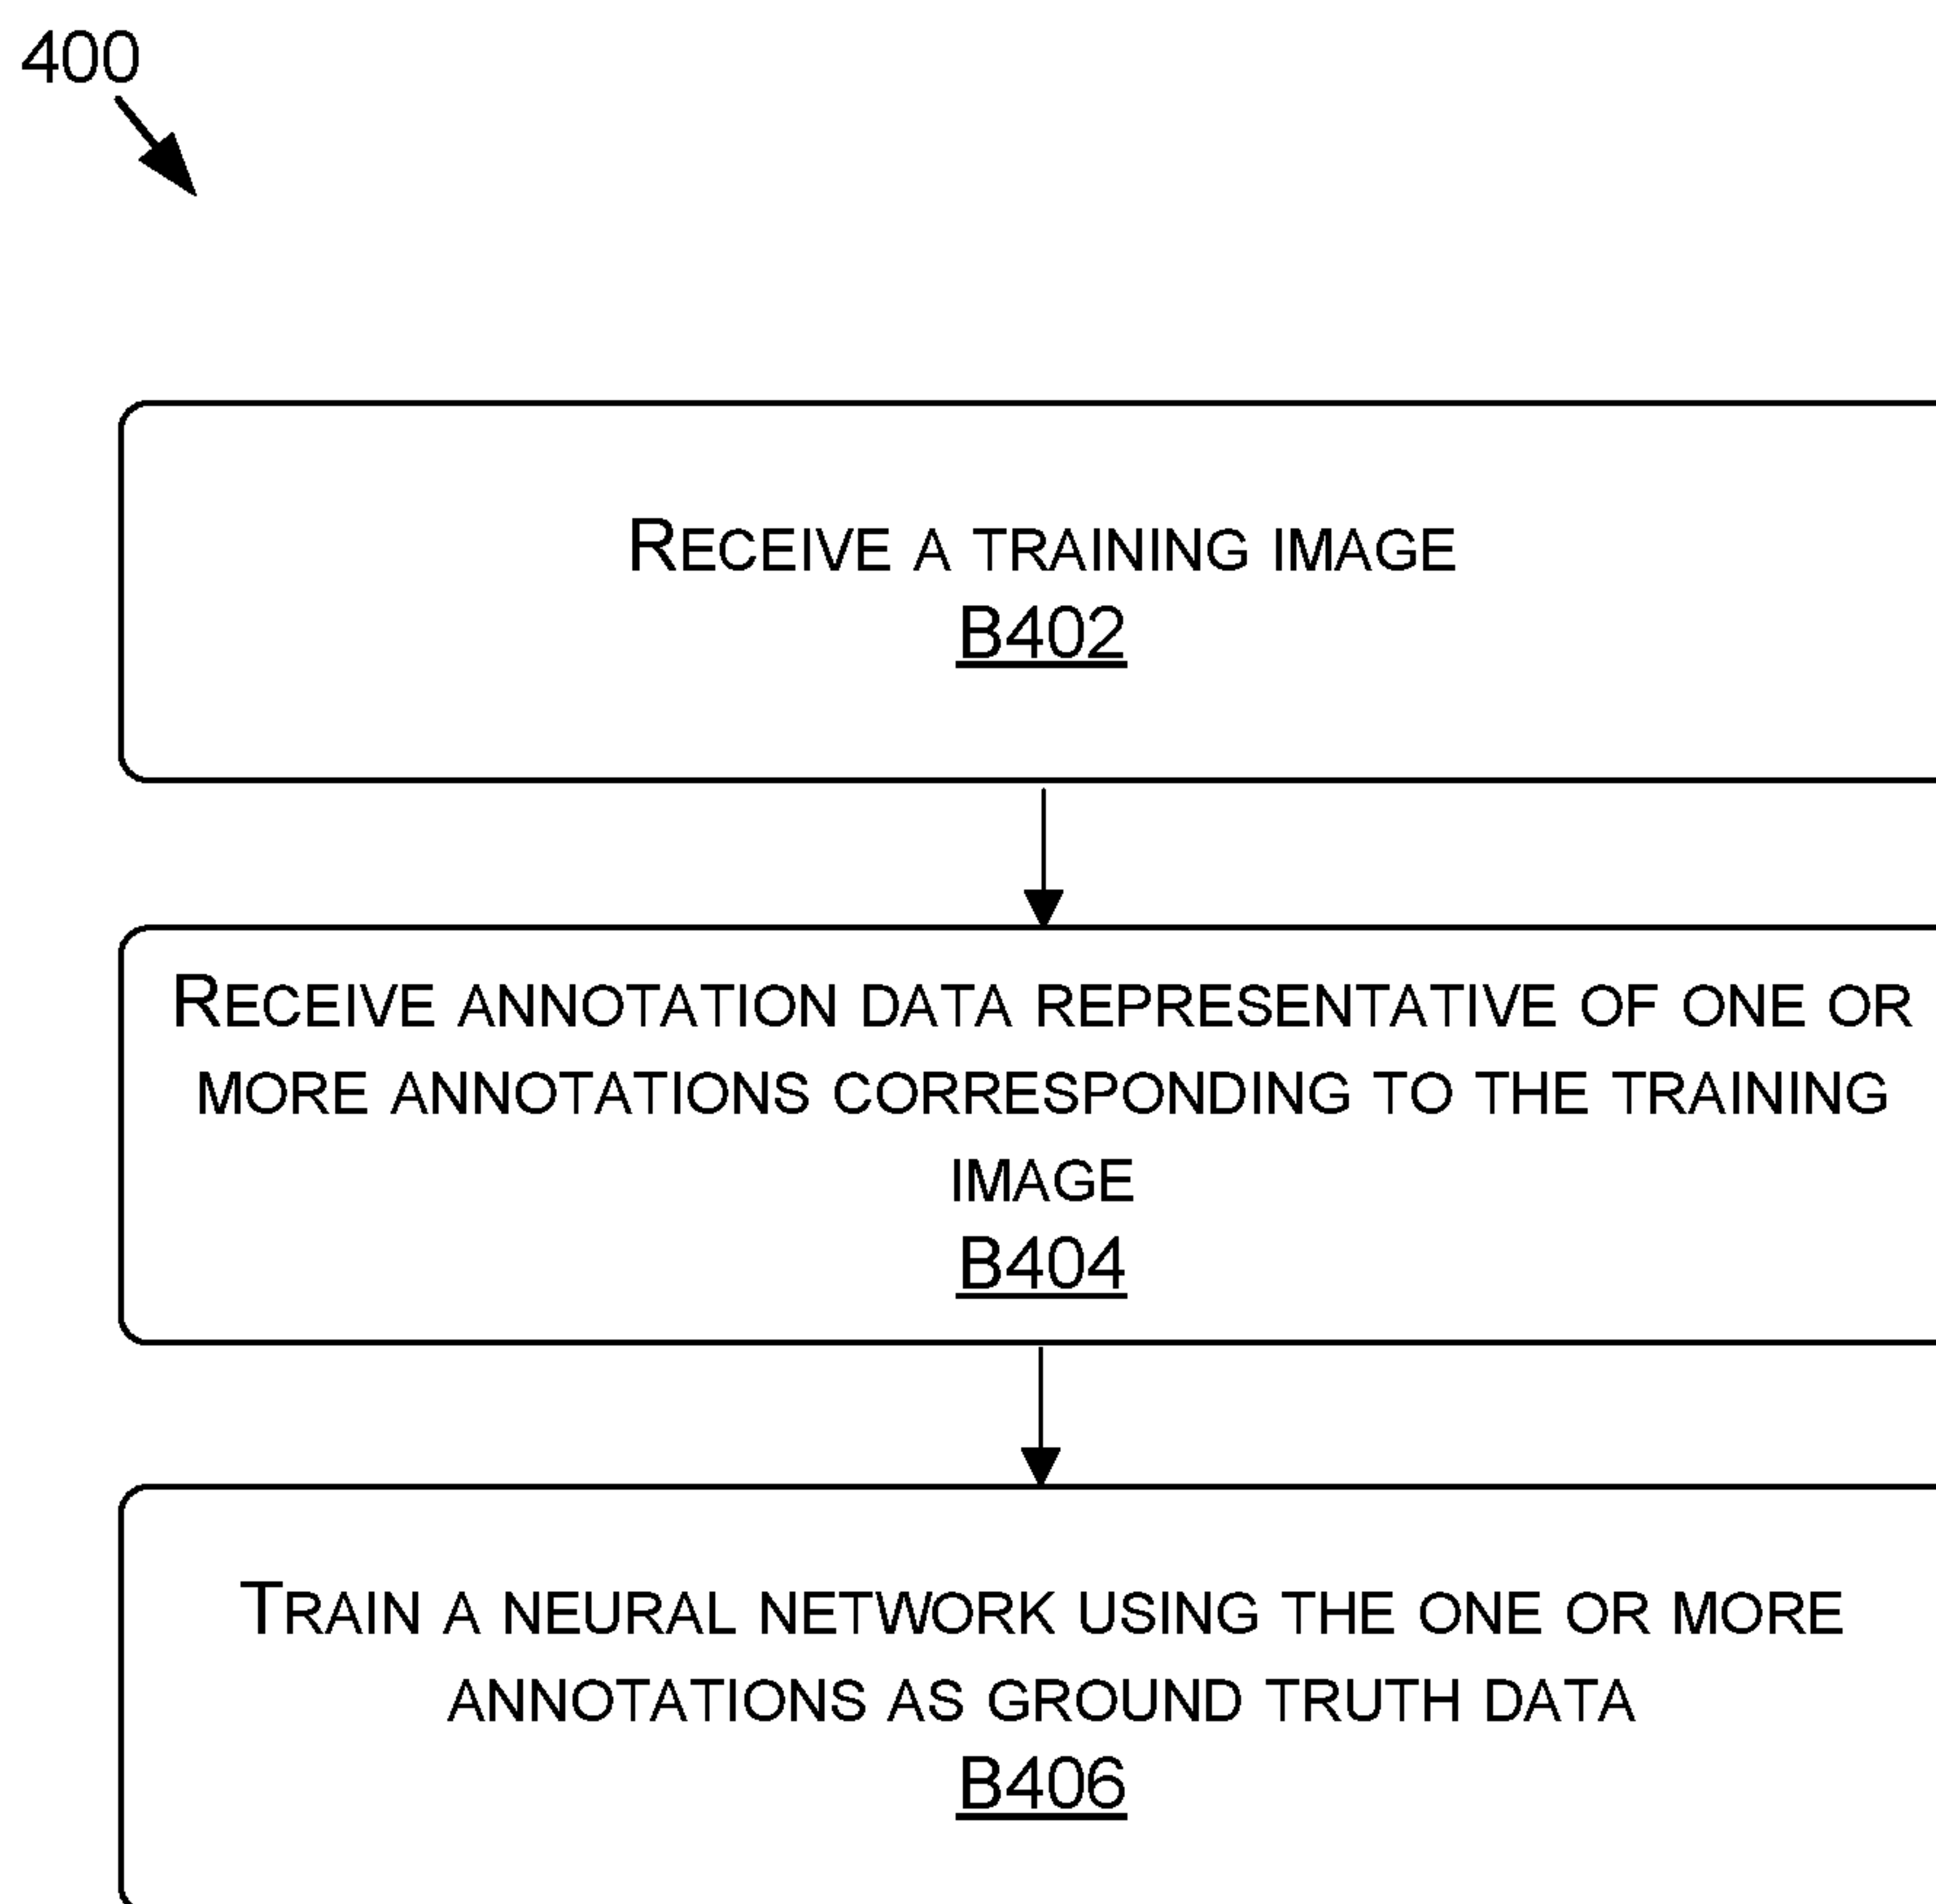 400
RECEIVE A TRAINING IMAGE
B402
RECEIVE ANNOTATION DATA REPRESENTATIVE OF ONE OR
MORE ANNOTATIONS CORRESPONDING TO THE TRAINING
IMAGE
B404
TRAIN A NEURAL NETWORK USING THE ONE OR MORE
ANNOTATIONS AS GROUND TRUTH DATA
B406